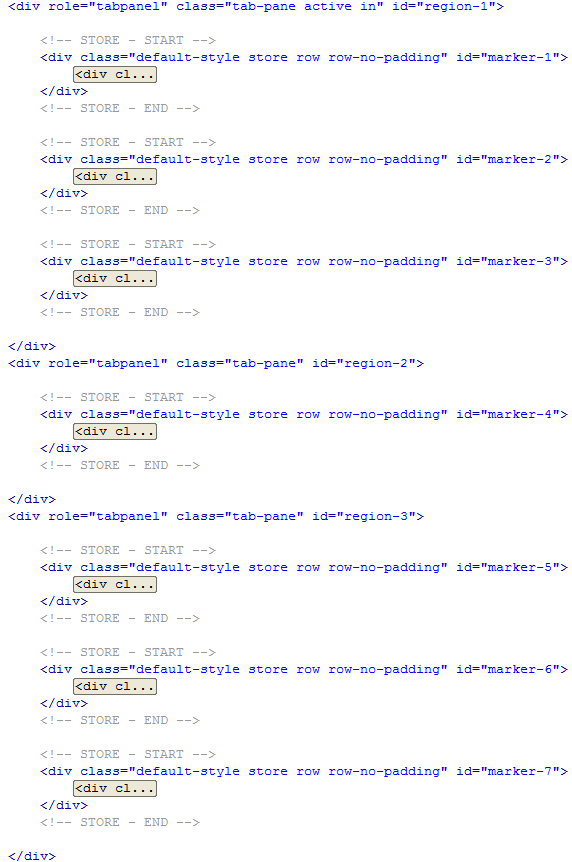 <div role="tabpanel" class="tab-pane active in" id="region-1">
<!-- STORE - START -->
<div class="default-style store row row-no-padding" id="marker-1">
<div cl...
</div>
<!-- STORE - END -->
<!-- STORE - START -->
<div class="default-style store row row-no-padding" id="marker-2">
<div cl...
</div>
<!-- STORE - END -->
<!-- STORE - START -->
<div class="default-style store row row-no-padding" id="marker-3">
<div cl...
</div>
<!-- STORE - END -->
</div>
<div role="tabpanel" class="tab-pane" id="region-2">
<!-- STORE - START -->
<div class="default-style store row row-no-padding" id="marker-4">
<div cl...
</div>
<!-- STORE - END -->
</div>
<div role="tabpanel" class="tab-pane" id="region-3">
<!-- STORE - START -->
<div class="default-style store row row-no-padding" id="marker-5">
<div cl...
</div>
<!-- STORE - END -->
<!-- STORE - START -->
<div class="default-style store row row-no-padding" id="marker-6">
<div cl...
</div>
<!-- STORE - END -->
<!-- STORE - START -->
<div class="default-style store row row-no-padding" id="marker-7">
<div cl...
</div>
<!-- STORE - END -->
</div>